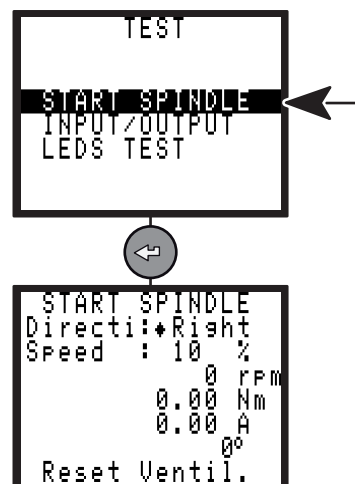 TEST
START SPINDLE
INPUT/OUTPUT
LEDS TEST
START SPINDLE
Directi:♦Right
Speed : 10 %
0 rpm
0.00 Nm
0.00 A
0°
Reset Ventil.